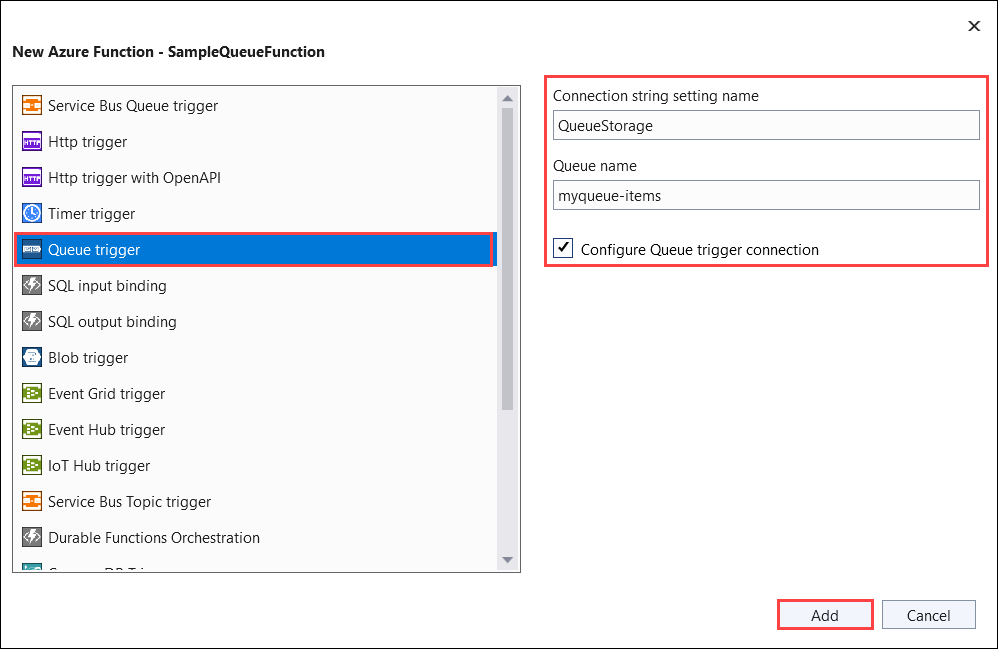 New Azure Function - SampleQueueFunction
Service Bus Queue trigger
Http trigger
Http trigger with OpenAPI
Timer trigger
Queue trigger
SQL input binding
SQL output binding
Blob trigger
Event Grid trigger
Event Hub trigger
IoT Hub trigger
Service Bus Topic trigger
Durable Functions Orchestration
Connection string setting name
QueueStorage
Queue name
myqueue-items
Configure Queue trigger connection
Add
Cancel